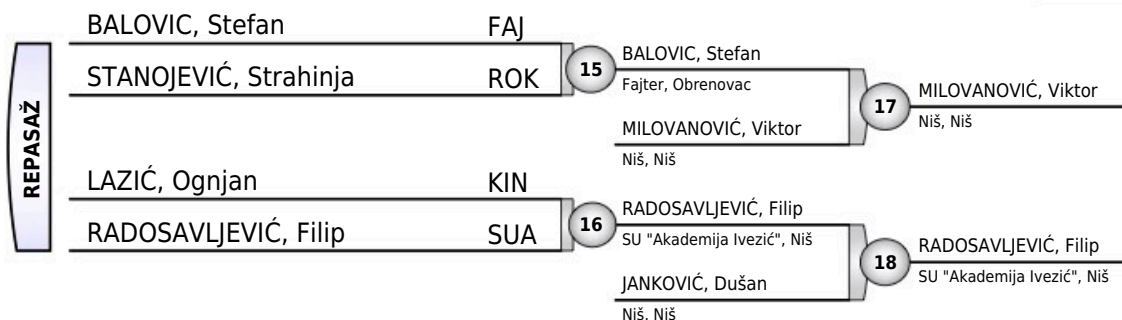 REPASAŽ
BALOVIC, Stefan FAJ
STANOJEVIĆ, Strahinja ROK
15
BALOVIC, Stefan
Fajter, Obrenovac
MILOVANOVIĆ, Viktor
Niš, Niš
17
MILOVANOVIĆ, Viktor
Niš, Niš
LAZIĆ, Ognjan KIN
RADOSAVLJEVIĆ, Filip SUA
16
RADOSAVLJEVIĆ, Filip
SU "Akademija Ivezić", Niš
JANKOVIĆ, Dušan
Niš, Niš
18
RADOSAVLJEVIĆ, Filip
SU "Akademija Ivezić", Niš